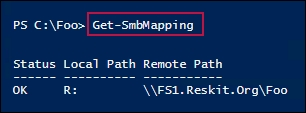 PS C:\Foo> Get-SmbMapping
Status Local Path Remote Path
------ ---------- -----------
OK     R:         \\FS1.Reskit.Org\Foo